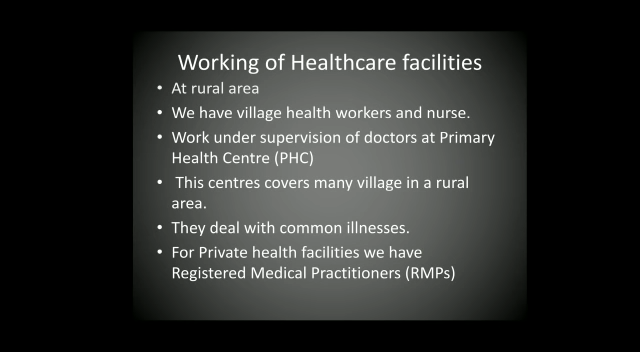 Working of Healthcare facilities
• At rural area
• We have village health workers and nurse.
• Work under supervision of doctors at Primary
Health Centre (PHC)
• This centres covers many village in a rural
area.
• They deal with common illnesses.
• For Private health facilities we have
Registered Medical Practitioners (RMPs)